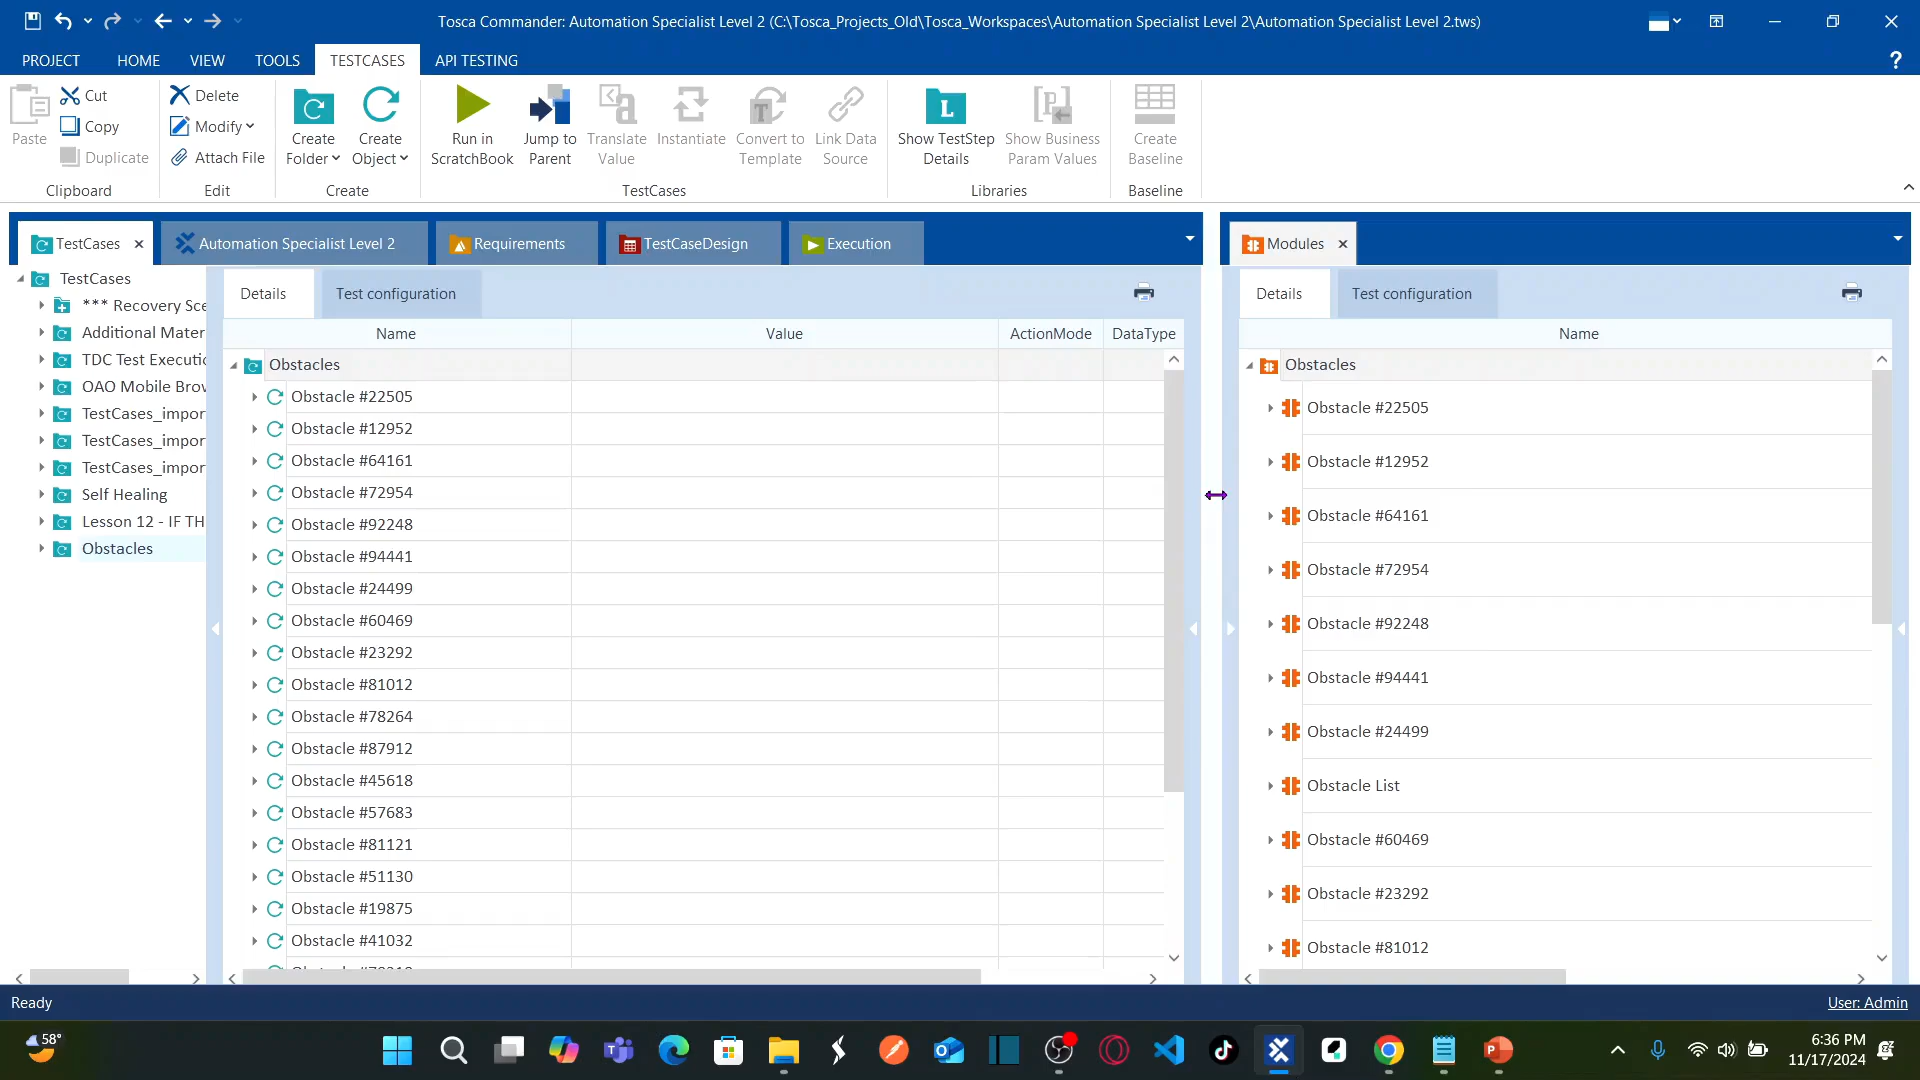 Tosca Commander: Automation Specialist Level 2 (C:\Tosca_Projects_Old\Tosca_Workspaces\Automation Specialist Level 2\Automation Specialist Level 2.tws)
PROJECT HOME VIEW TOOLS TESTCASES API TESTING ?
Paste
Cut
Copy
Duplicate
Clipboard
Delete
Modify
Attach File
Edit
Create Folder
Create Object
Create
Run in ScratchBook
Jump to Parent
Translate Value
Instantiate
Convert to Template
Link Data Source
TestCases
Show TestStep Details
Show Business Param Values
Libraries
Create Baseline
Baseline
TestCases Automation Specialist Level 2 Requirements TestCaseDesign Execution
Modules
TestCases
*** Recovery Sce
Additional Mater
TDC Test Executio
OAO Mobile Brow
TestCases_impor
TestCases_impor
TestCases_impor
Self Healing
Lesson 12 - IF TH
Obstacles
Details Test configuration
Name Value ActionMode DataType
Obstacles
Obstacle #22505
Obstacle #12952
Obstacle #64161
Obstacle #72954
Obstacle #92248
Obstacle #94441
Obstacle #24499
Obstacle #60469
Obstacle #23292
Obstacle #81012
Obstacle #78264
Obstacle #87912
Obstacle #45618
Obstacle #57683
Obstacle #81121
Obstacle #51130
Obstacle #19875
Obstacle #41032
Details Test configuration
Name
Obstacles
Obstacle #22505
Obstacle #12952
Obstacle #64161
Obstacle #72954
Obstacle #92248
Obstacle #94441
Obstacle #24499
Obstacle List
Obstacle #60469
Obstacle #23292
Obstacle #81012
Ready
User: Admin
58°
6:36 PM
11/17/2024